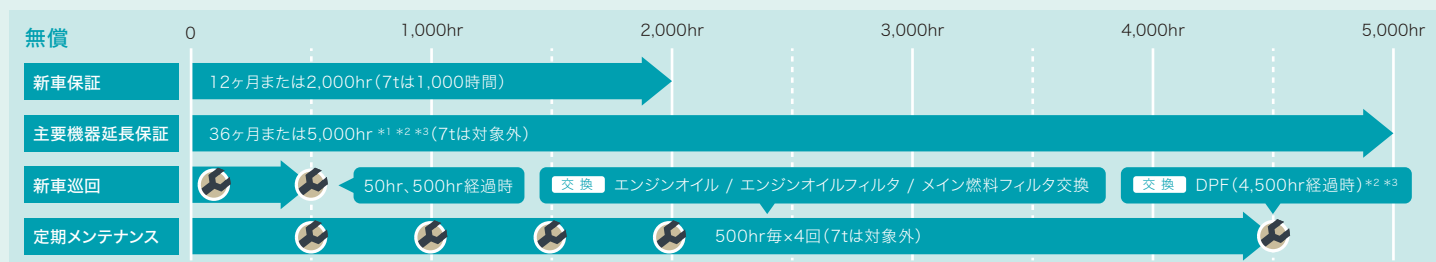 無償
0 1,000hr 2,000hr 3,000hr 4,000hr 5,000hr
新車保証 12ヶ月または2,000hr（7tは1,000時間）
主要機器延長保証 36ヶ月または5,000hr *1 *2 *3（7tは対象外）
新車巡回 50hr、500hr経過時 交換 エンジンオイル / エンジンオイルフィルタ / メイン燃料フィルタ交換 交換 DPF（4,500hr経過時）*2 *3
定期メンテナンス 500hr毎×4回（7tは対象外）